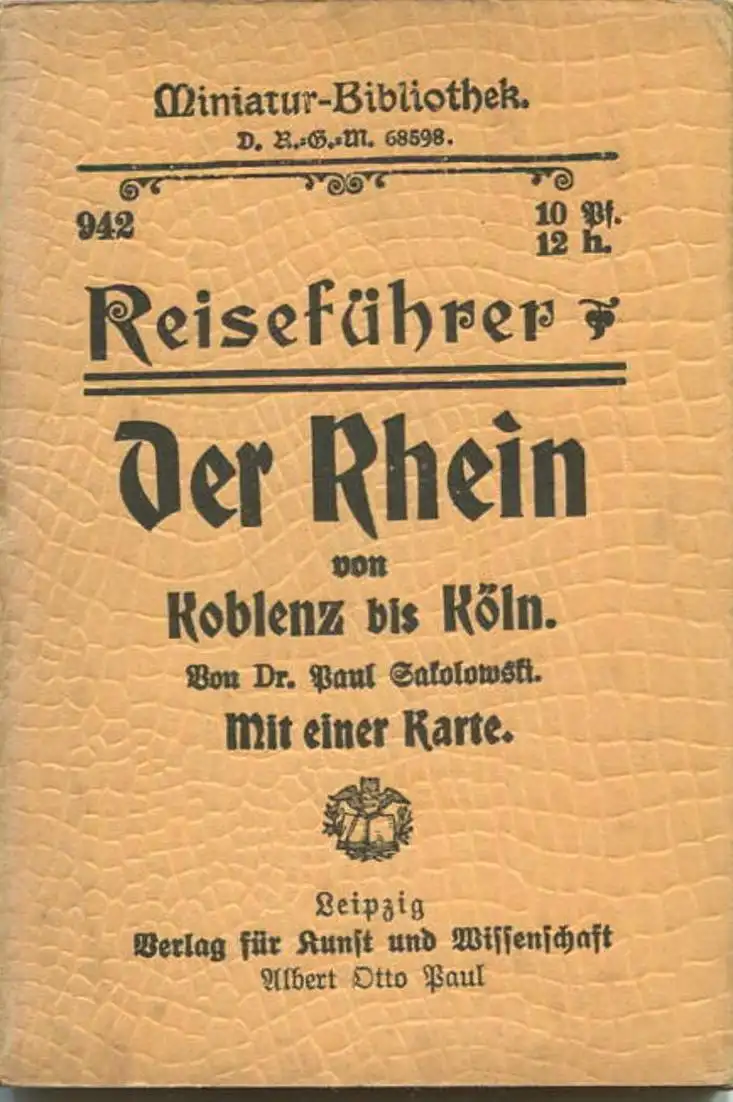 Miniatur-Bibliothek.
D. R.=G.=M. 68598.
942
10 Pf.
12 h.
Reiseführer
Der Rhein
von
Koblenz bis Köln.
Von Dr. Paul Sakolowski.
Mit einer Karte.
Leipzig
Verlag für Kunst und Wissenschaft
Albert Otto Paul